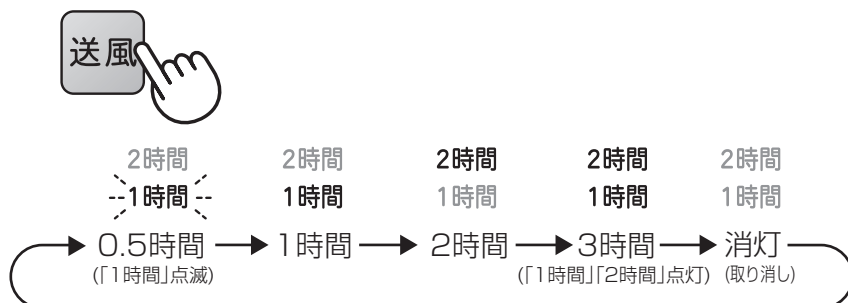 送風
2時間 2時間 2時間 2時間 2時間
1時間 1時間 1時間 1時間 1時間
0.5時間 1時間 2時間 3時間 消灯
(「1時間」点滅) (「1時間」「2時間」点灯) (取り消し)